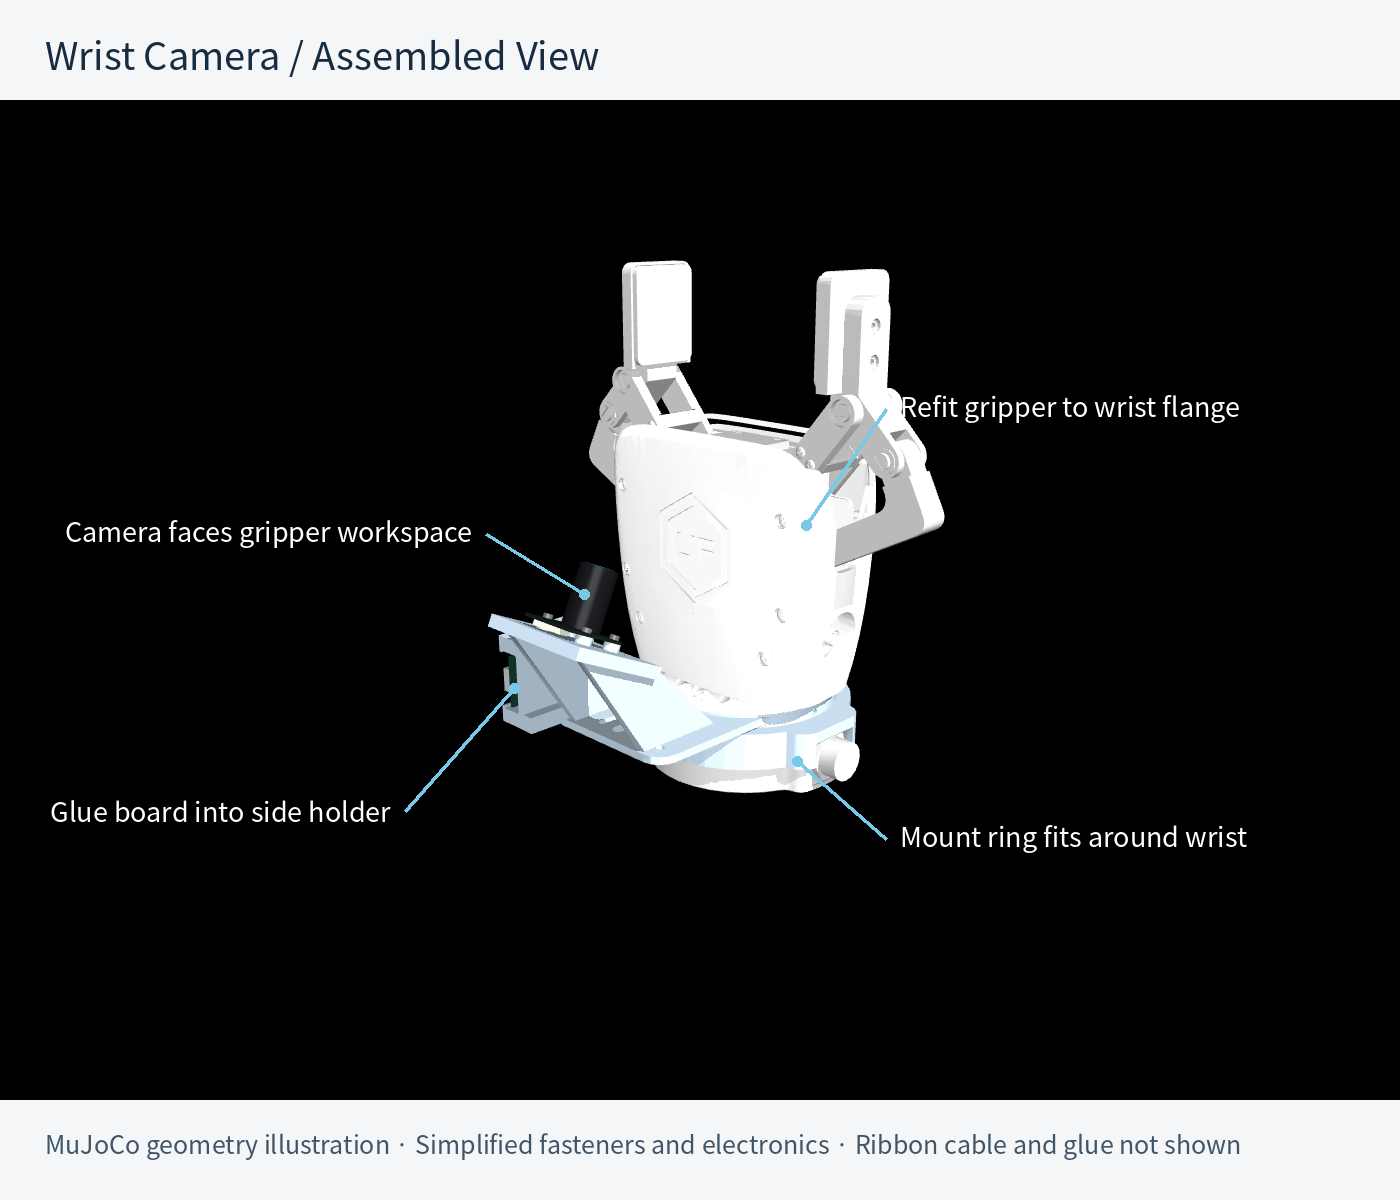 Wrist Camera / Assembled View
Refit gripper to wrist flange
Camera faces gripper workspace
Glue board into side holder
Mount ring fits around wrist
MuJoCo geometry illustration · Simplified fasteners and electronics · Ribbon cable and glue not shown